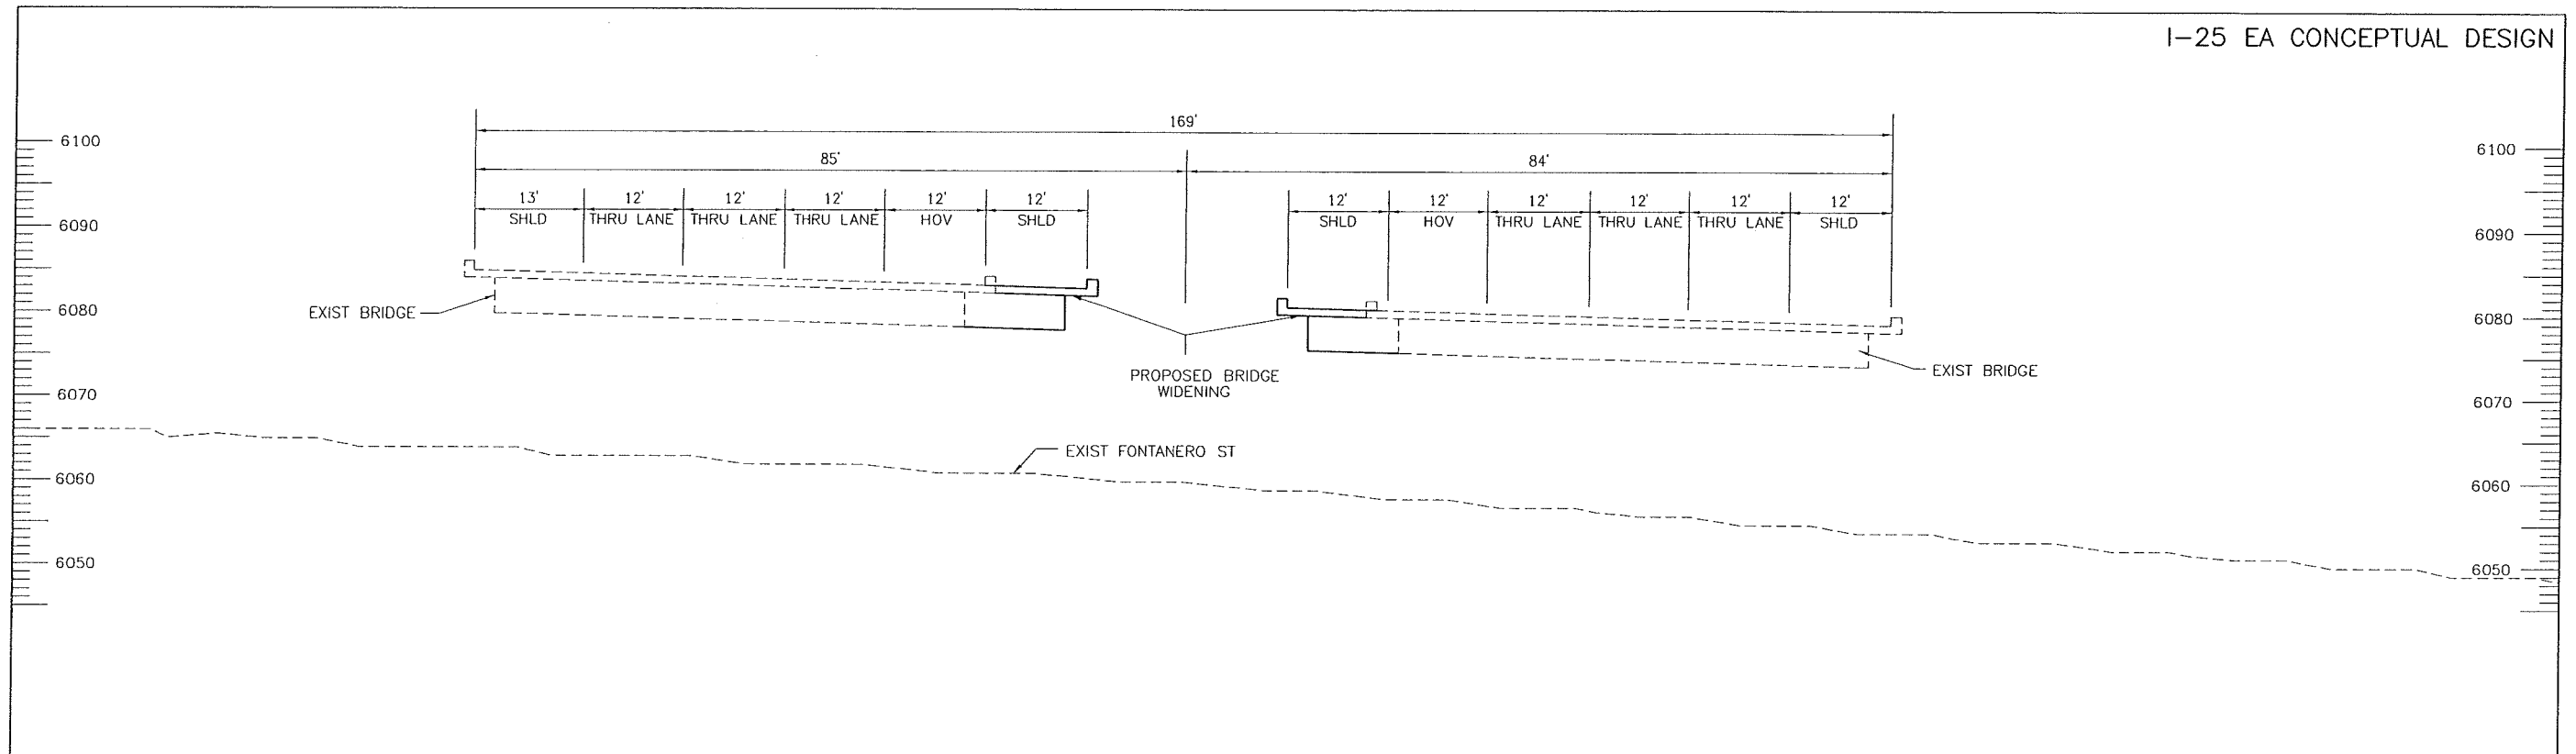 I-25 EA CONCEPTUAL DESIGN
169'
85' 84'
13' 12' 12' 12' 12' 12' 12' 12' 12' 12' 12' 12'
SHLD THRU LANE THRU LANE THRU LANE HOV SHLD SHLD HOV THRU LANE THRU LANE THRU LANE SHLD
6100 6100
6090 6090
6080 6080
6070 6070
6060 6060
6050 6050
EXIST BRIDGE
PROPOSED BRIDGE
WIDENING
EXIST BRIDGE
EXIST FONTANERO ST